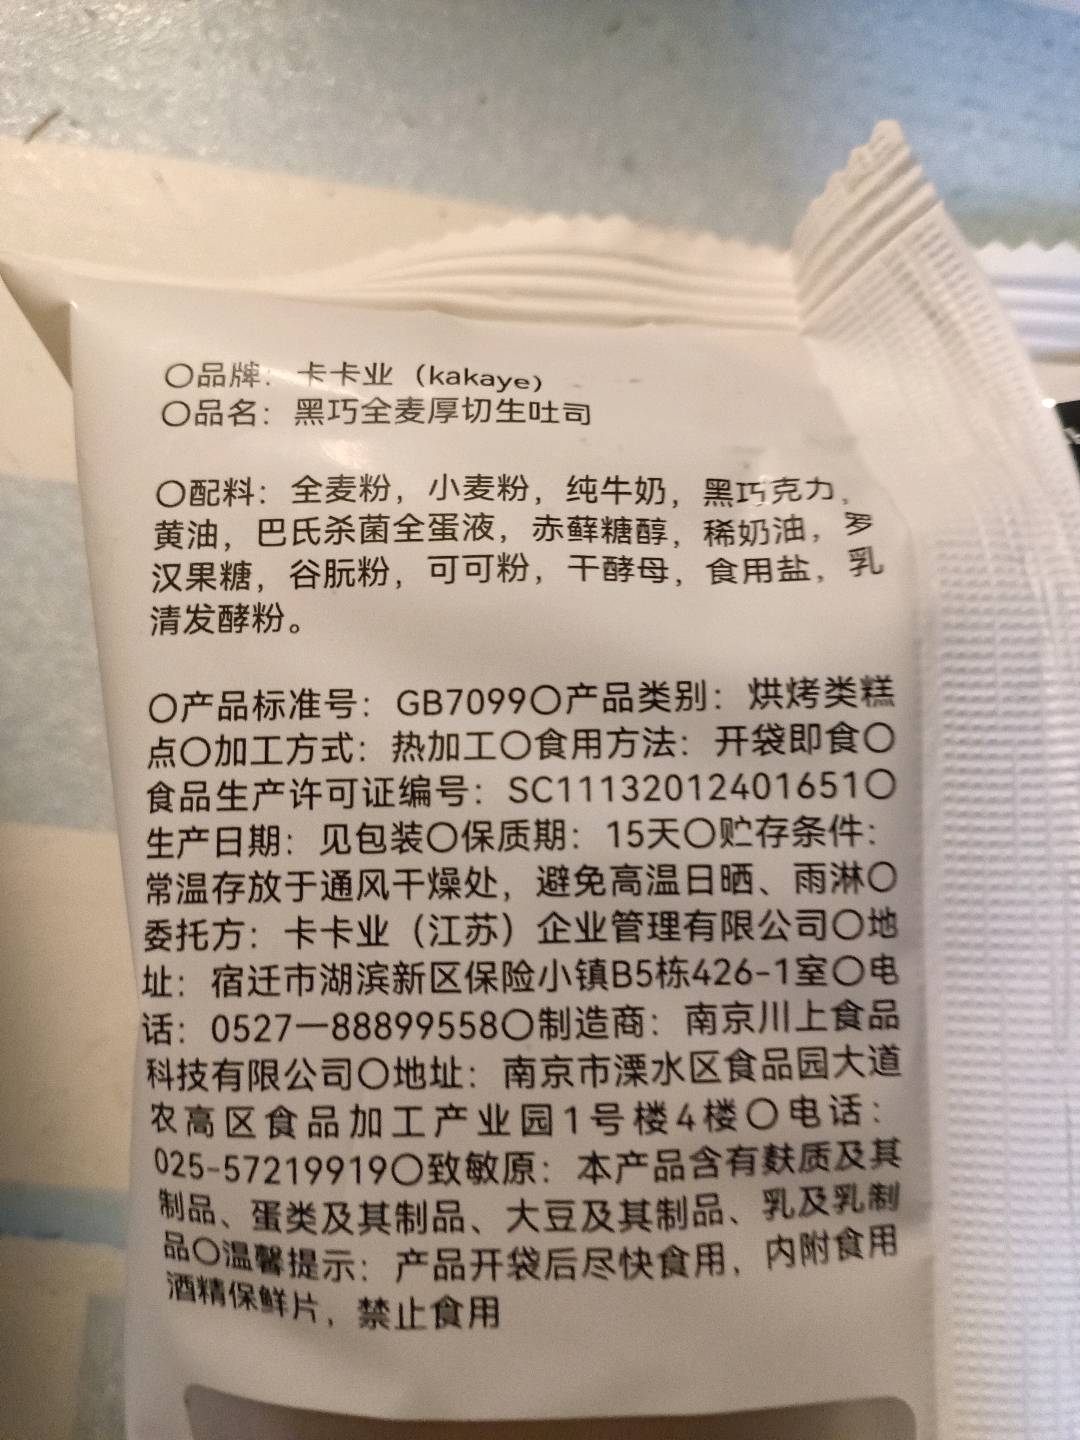 〇品牌：卡卡业（kakaye）
〇品名：黑巧全麦厚切生吐司
〇配料：全麦粉，小麦粉，纯牛奶，黑巧克力，
黄油，巴氏杀菌全蛋液，赤藓糖醇，稀奶油，罗
汉果糖，谷朊粉，可可粉，干酵母，食用盐，乳
清发酵粉。
〇产品标准号：GB7099〇产品类别：烘烤类糕
点〇加工方式：热加工〇食用方法：开袋即食〇
食品生产许可证编号：SC11132012401651〇
生产日期：见包装〇保质期：15天〇贮存条件：
常温存放于通风干燥处，避免高温日晒、雨淋〇
委托方：卡卡业（江苏）企业管理有限公司〇地
址：宿迁市湖滨新区保险小镇B5栋426-1室〇电
话：0527一88899558〇制造商：南京川上食品
科技有限公司〇地址：南京市溧水区食品园大道
农高区食品加工产业园1号楼4楼〇电话：
025-57219919〇致敏原：本产品含有麸质及其
制品、蛋类及其制品、大豆及其制品、乳及乳制
品〇温馨提示：产品开袋后尽快食用，内附食用
酒精保鲜片，禁止食用